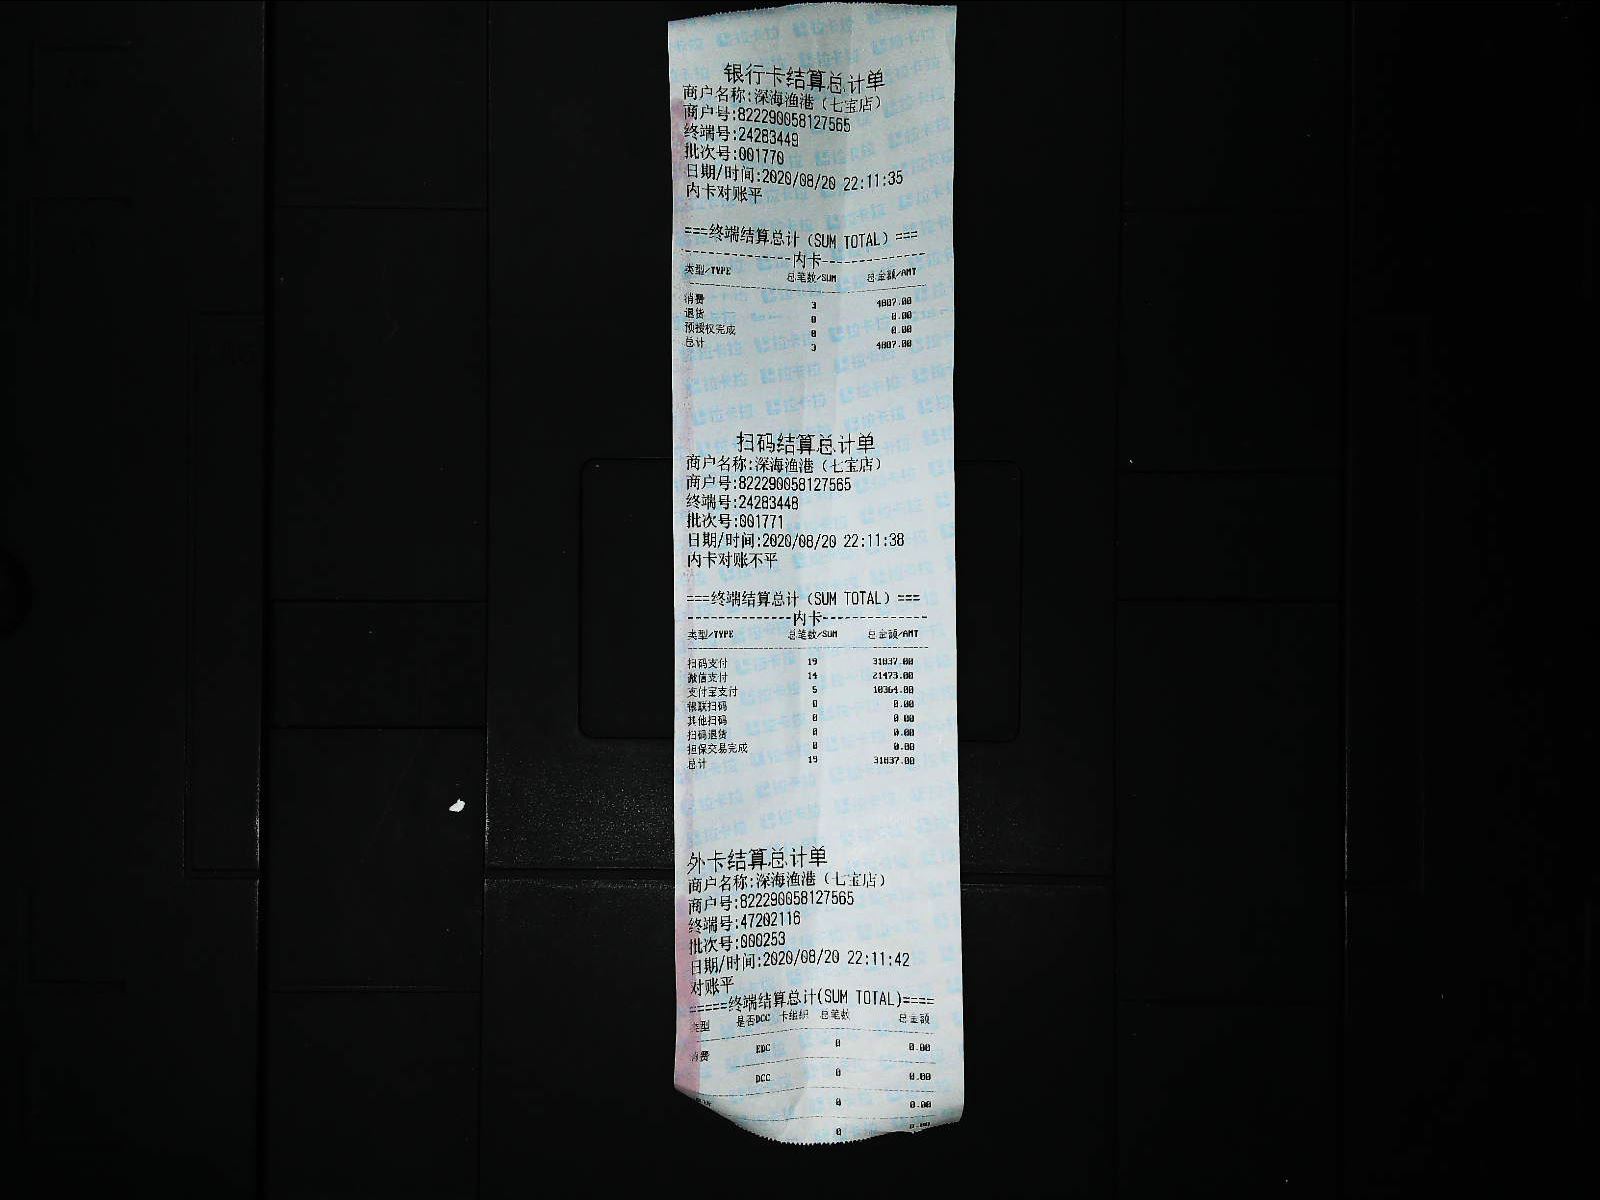 银行卡结算总计单
商户名称:深海渔港（七宝店）
商户号:822290058127565
终端号:24283449
批次号:001770
日期/时间:2020/08/20 22:11:35
内卡对账平
===终端结算总计（SUM TOTAL）===
内卡
类型/TYPE 总笔数/SUM 总金额/AMT
消费 3 4807.00
退货 0 0.00
预授权完成 0 0.00
总计 3 4807.00
扫码结算总计单
商户名称:深海渔港（七宝店）
商户号:822290058127565
终端号:24283448
批次号:001771
日期/时间:2020/08/20 22:11:38
内卡对账不平
===终端结算总计（SUM TOTAL）===
内卡
类型/TYPE 总笔数/SUM 总金额/AMT
扫码支付 19 31837.00
微信支付 14 21473.00
支付宝支付 5 10364.00
银联扫码 0 0.00
其他扫码 0 0.00
扫码退货 0 0.00
担保交易完成 0 0.00
总计 19 31837.00
外卡结算总计单
商户名称:深海渔港（七宝店）
商户号:822290058127565
终端号:47202116
批次号:000253
日期/时间:2020/08/20 22:11:42
对账平
=====终端结算总计(SUM TOTAL)====
类型 是否DCC 卡组织 总笔数 总金额
消费 EDC 0 0.00
DCC 0 0.00
0 0.00
0 0.00